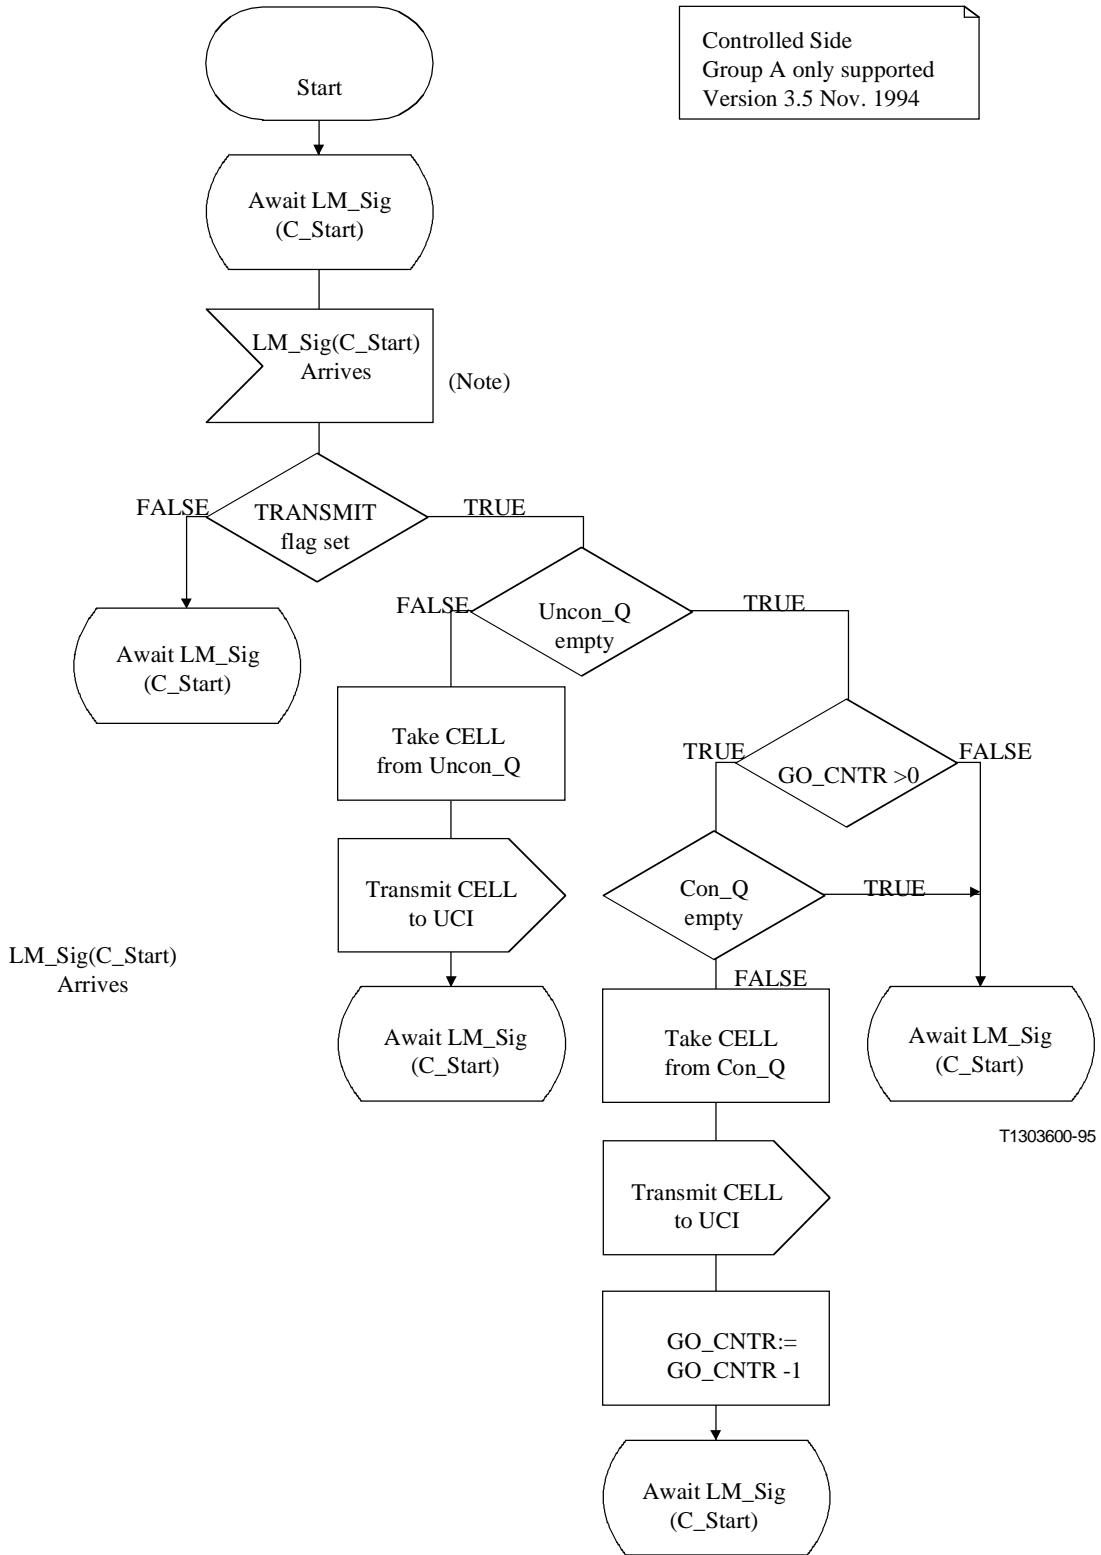 Start
Controlled Side
Group A only supported
Version 3.5 Nov. 1994
Await LM_Sig
(C_Start)
LM_Sig(C_Start)
Arrives
(Note)
FALSE
TRANSMIT
flag set
TRUE
Await LM_Sig
(C_Start)
FALSE
Uncon_Q
empty
TRUE
Take CELL
from Uncon_Q
TRUE
GO_CNTR >0
FALSE
Transmit CELL
to UCI
Con_Q
empty
TRUE
LM_Sig(C_Start)
Arrives
FALSE
Await LM_Sig
(C_Start)
Take CELL
from Con_Q
Await LM_Sig
(C_Start)
T1303600-95
Transmit CELL
to UCI
GO_CNTR:=
GO_CNTR -1
Await LM_Sig
(C_Start)